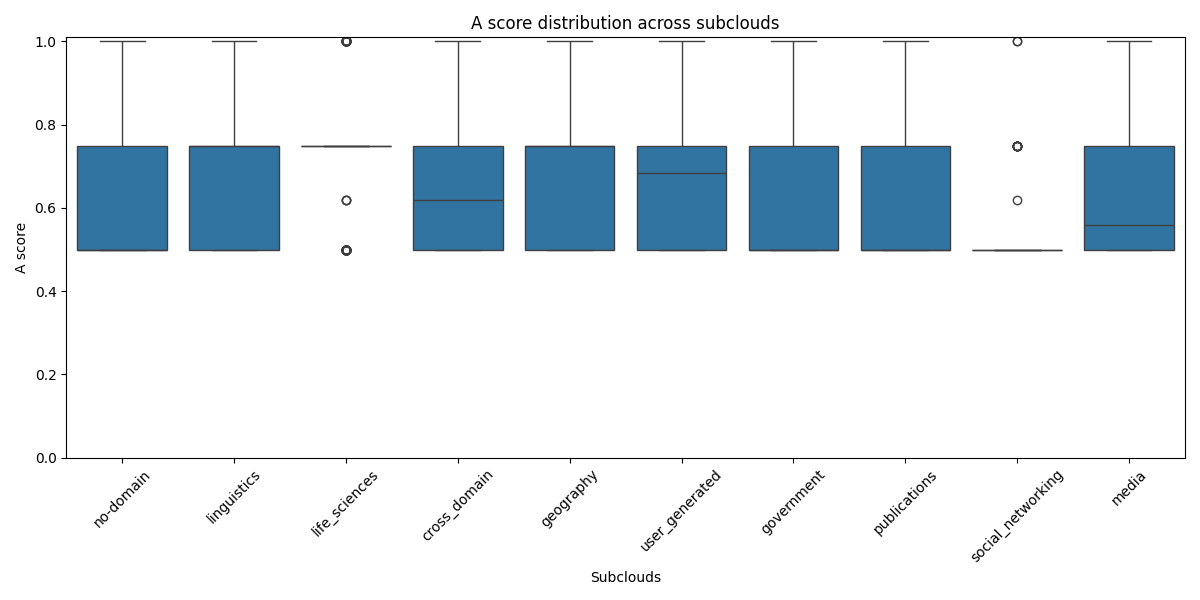 A score distribution across subclouds
A score
1.0
0.8
0.6
0.4
0.2
0.0
no-domain
linguistics
life_sciences
cross_domain
geography
user_generated
government
publications
social_networking
media
Subclouds